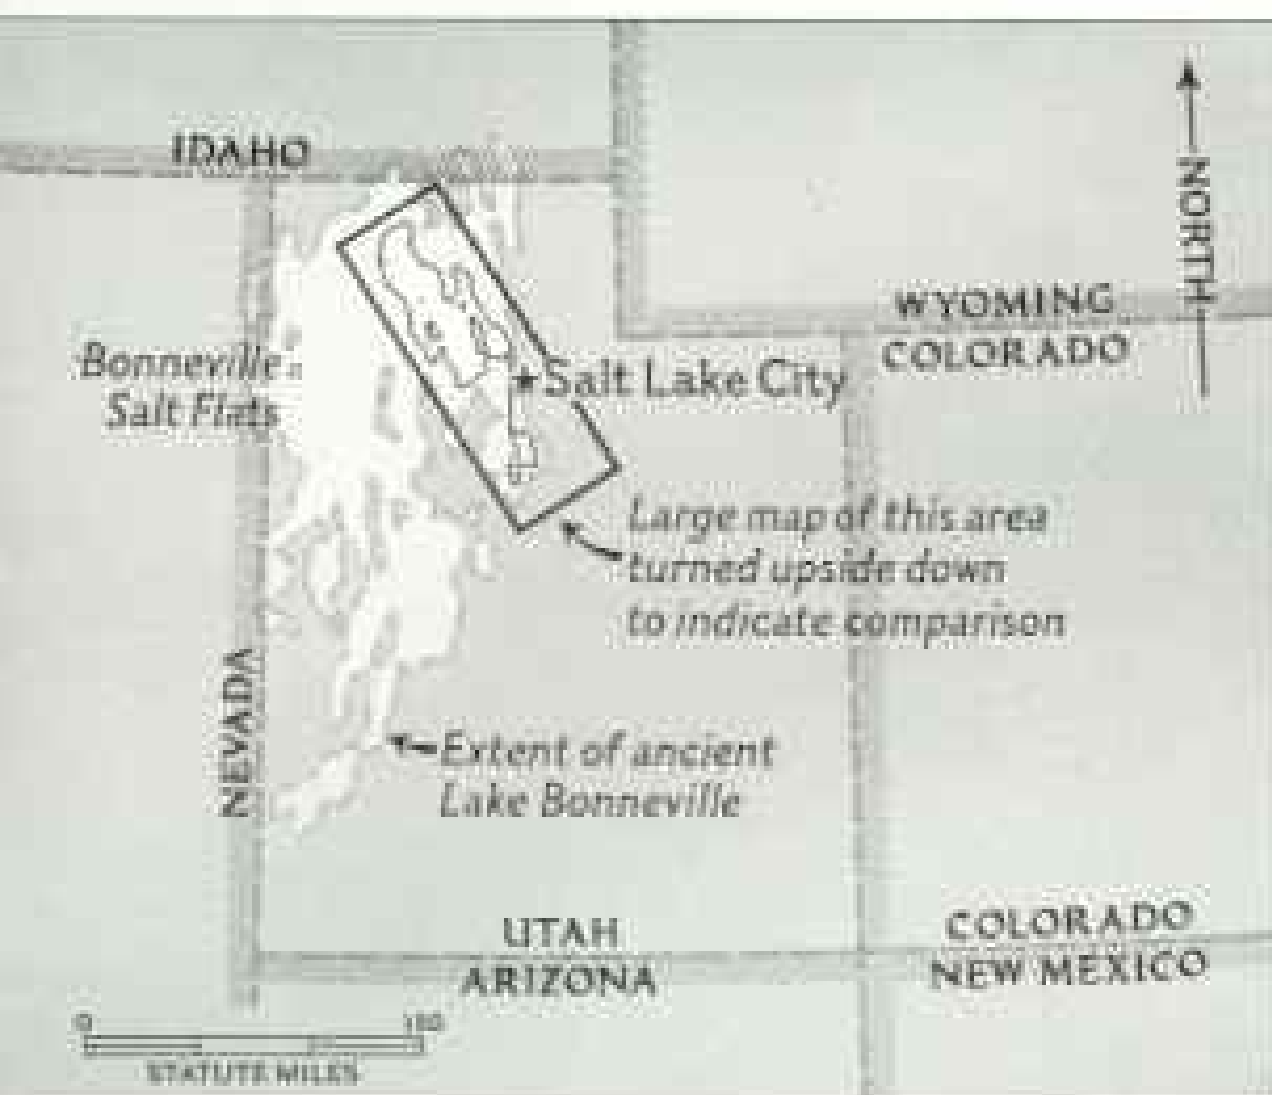 IDAHO
NORTH
WYOMING
COLORADO
Bonneville
Salt Flats
Salt Lake City
Large map of this area
turned upside down
to indicate comparison
NEVADA
Extent of ancient
Lake Bonneville
UTAH
ARIZONA
COLORADO
NEW MEXICO
0
STATUTE MILES